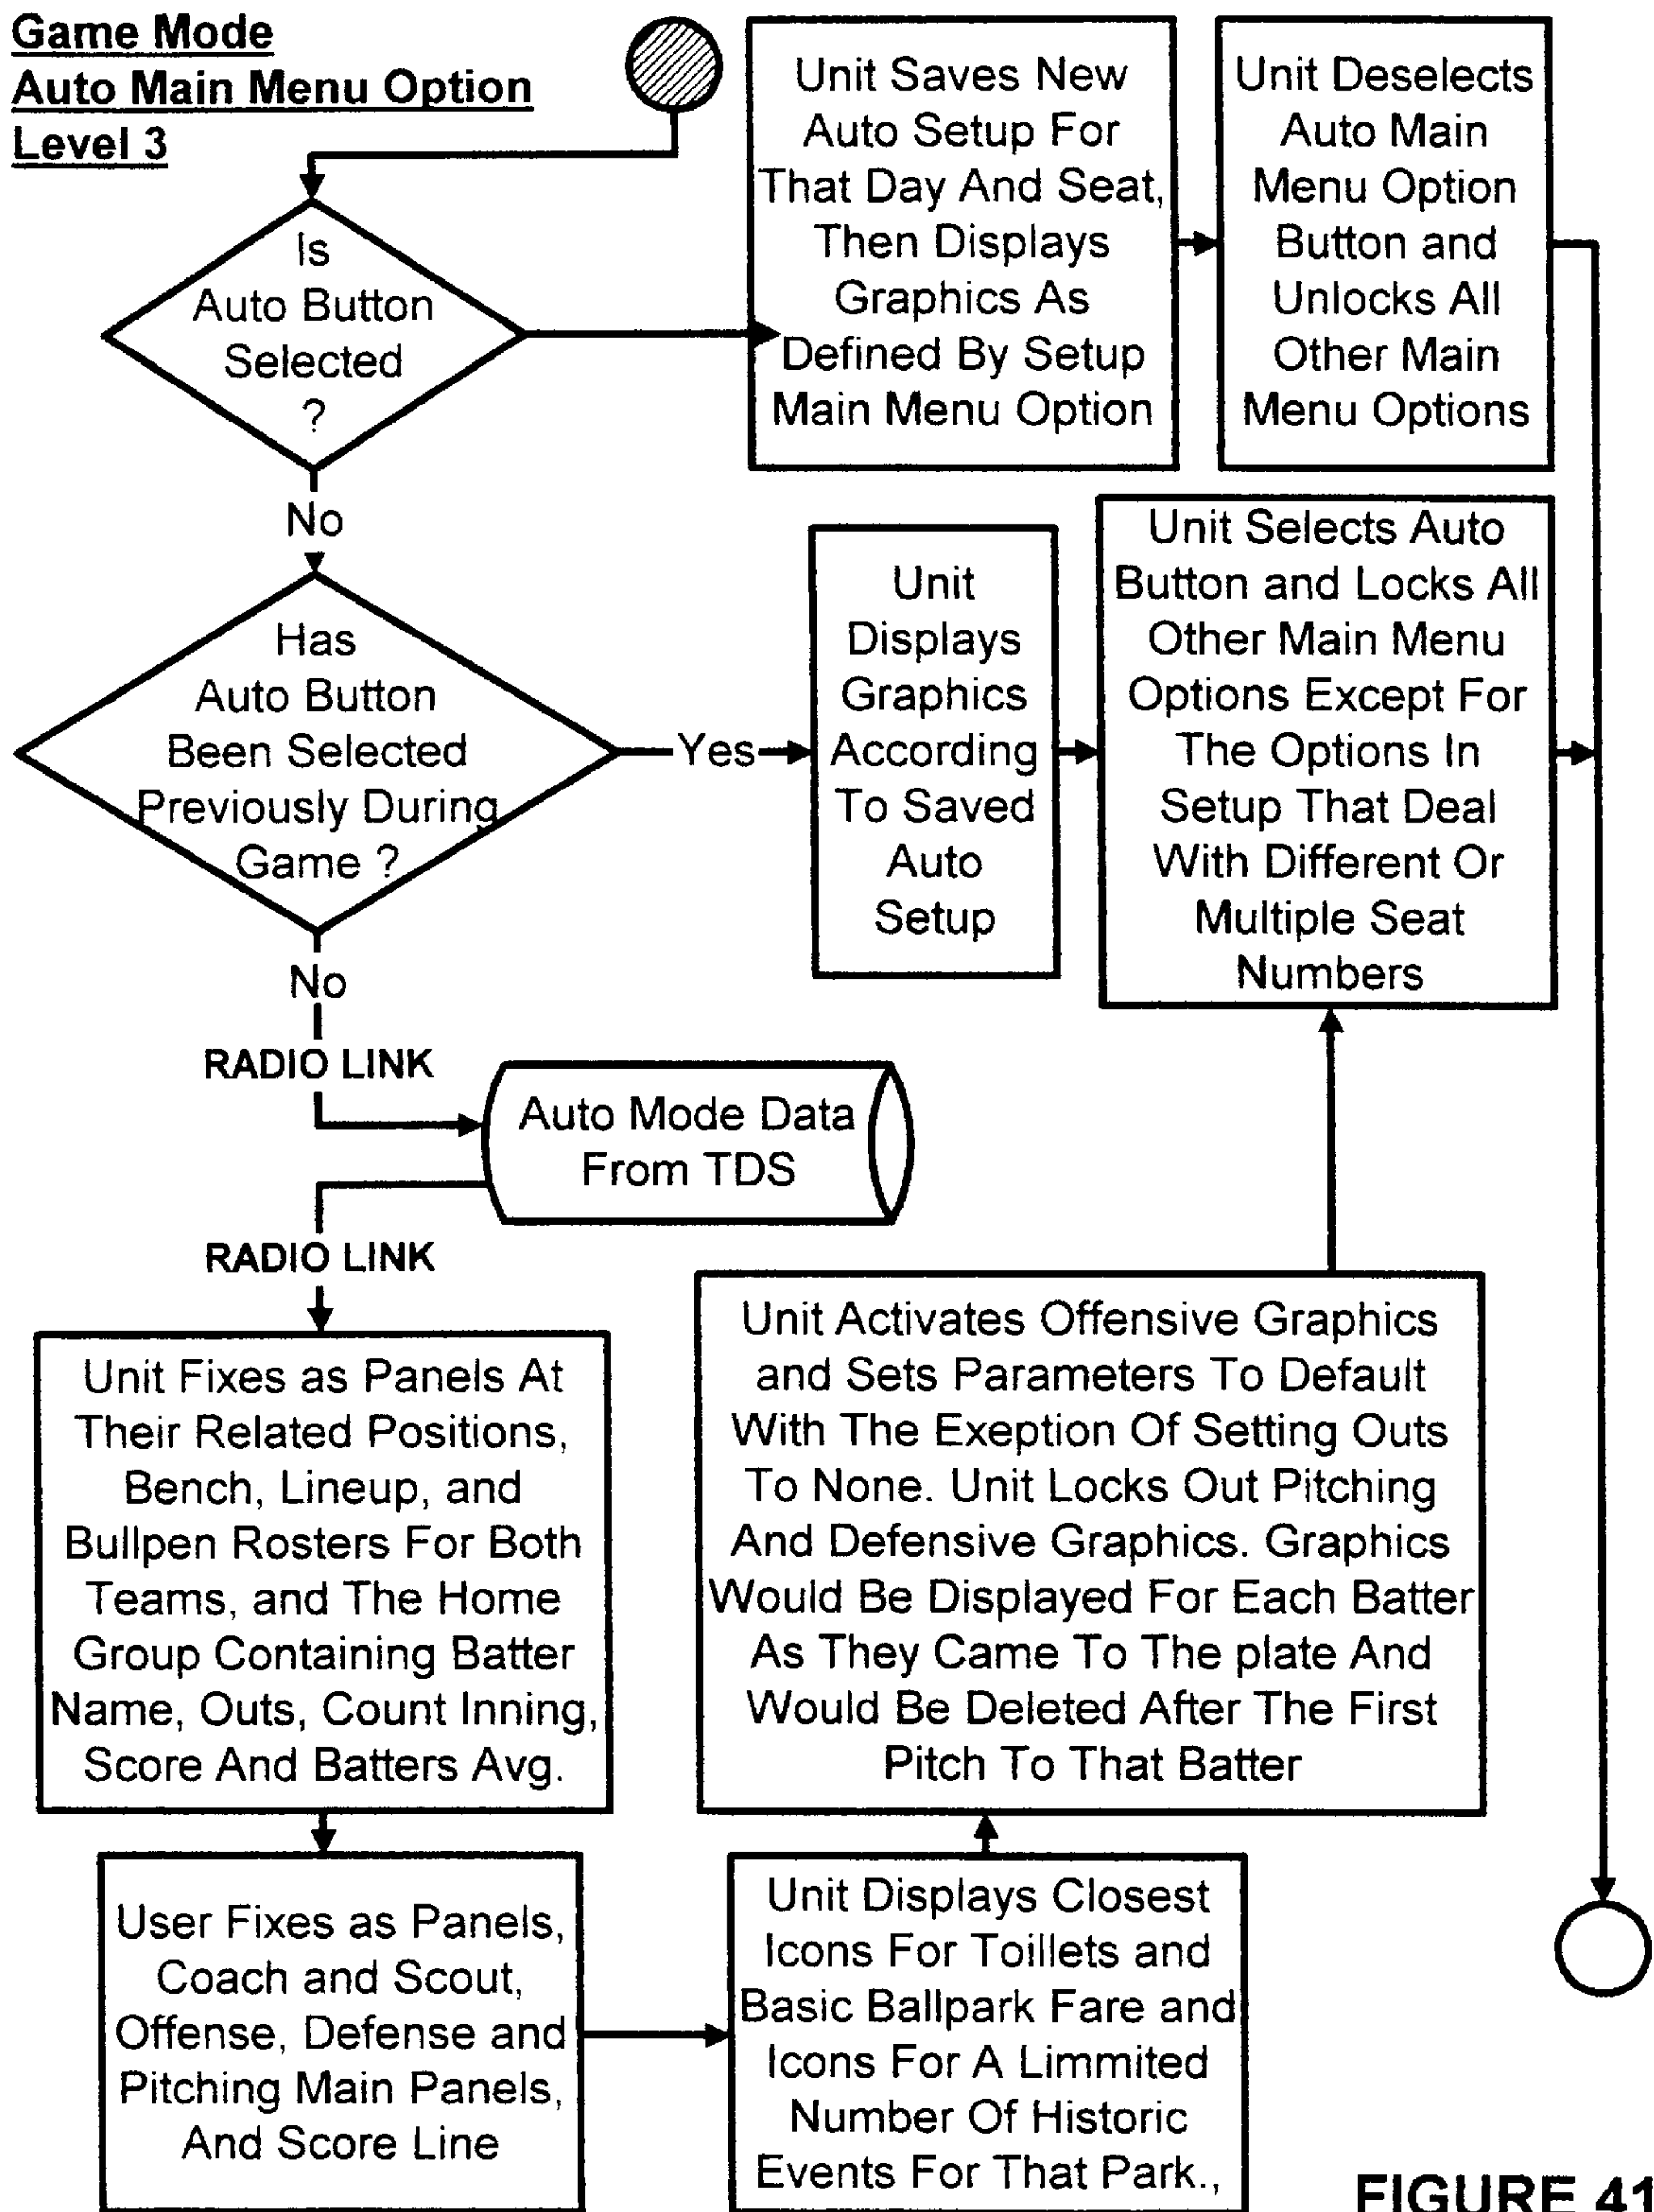 Game Mode
Auto Main Menu Option
Level 3
Unit Saves New
Auto Setup For
That Day And Seat,
Then Displays
Graphics As
Defined By Setup
Main Menu Option
Unit Deselects
Auto Main
Menu Option
Button and
Unlocks All
Other Main
Menu Options
Is
Auto Button
Selected
?
No
Has
Auto Button
Been Selected
Previously During
Game ?
Yes
Unit
Displays
Graphics
According
To Saved
Auto
Setup
Unit Selects Auto
Button and Locks All
Other Main Menu
Options Except For
The Options In
Setup That Deal
With Different Or
Multiple Seat
Numbers
No
RADIO LINK
Auto Mode Data
From TDS
RADIO LINK
Unit Fixes as Panels At
Their Related Positions,
Bench, Lineup, and
Bullpen Rosters For Both
Teams, and The Home
Group Containing Batter
Name, Outs, Count Inning,
Score And Batters Avg.
Unit Activates Offensive Graphics
and Sets Parameters To Default
With The Exeption Of Setting Outs
To None. Unit Locks Out Pitching
And Defensive Graphics. Graphics
Would Be Displayed For Each Batter
As They Came To The plate And
Would Be Deleted After The First
Pitch To That Batter
User Fixes as Panels,
Coach and Scout,
Offense, Defense and
Pitching Main Panels,
And Score Line
Unit Displays Closest
Icons For Toillets and
Basic Ballpark Fare and
Icons For A Limmited
Number Of Historic
Events For That Park.,
FIGURE 41